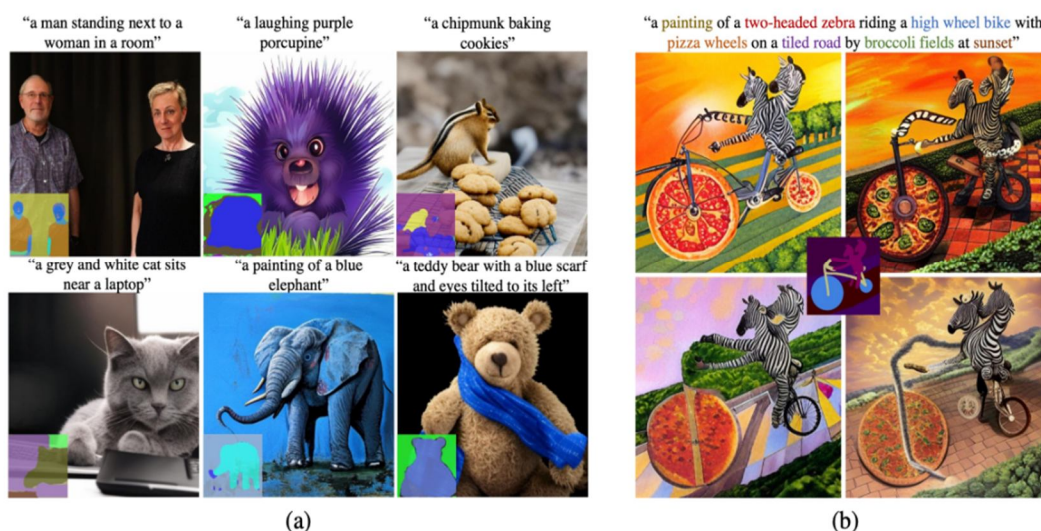 “a man standing next to a
woman in a room”
“a laughing purple
porcupine”
“a chipmunk baking
cookies”
“a grey and white cat sits
near a laptop”
“a painting of a blue
elephant”
“a teddy bear with a blue scarf
and eyes tilted to its left”
(a)
“a painting of a two-headed zebra riding a high wheel bike with
pizza wheels on a tiled road by broccoli fields at sunset”
(b)